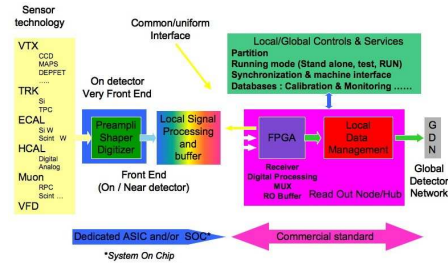 Sensor
technology
VTX
CCD
MAPS
DEPFET
.....
TRK
Si
TPC
ECAL
Si W
Scint W
HCAL
Digital
Analog
Muon
RPC
Scint ...
VFD
On detector
Very Front End
Preampli
Shaper
Digitizer
Common/uniform
Interface
Local Signal
Processing
and
buffer
Front End
(On / Near detector)
Local/Global Controls & Services
Partition
Running mode (Stand alone, test, RUN)
Synchronization & machine interface
Databases : Calibration & Monitoring ......
FPGA
Local
Data
Management
Receiver
Digital Processing
MUX
RO Buffer
Read Out Node/Hub
G
D
N
Global
Detector
Network
Dedicated ASIC and/or SOC*
Commercial standard
*System On Chip